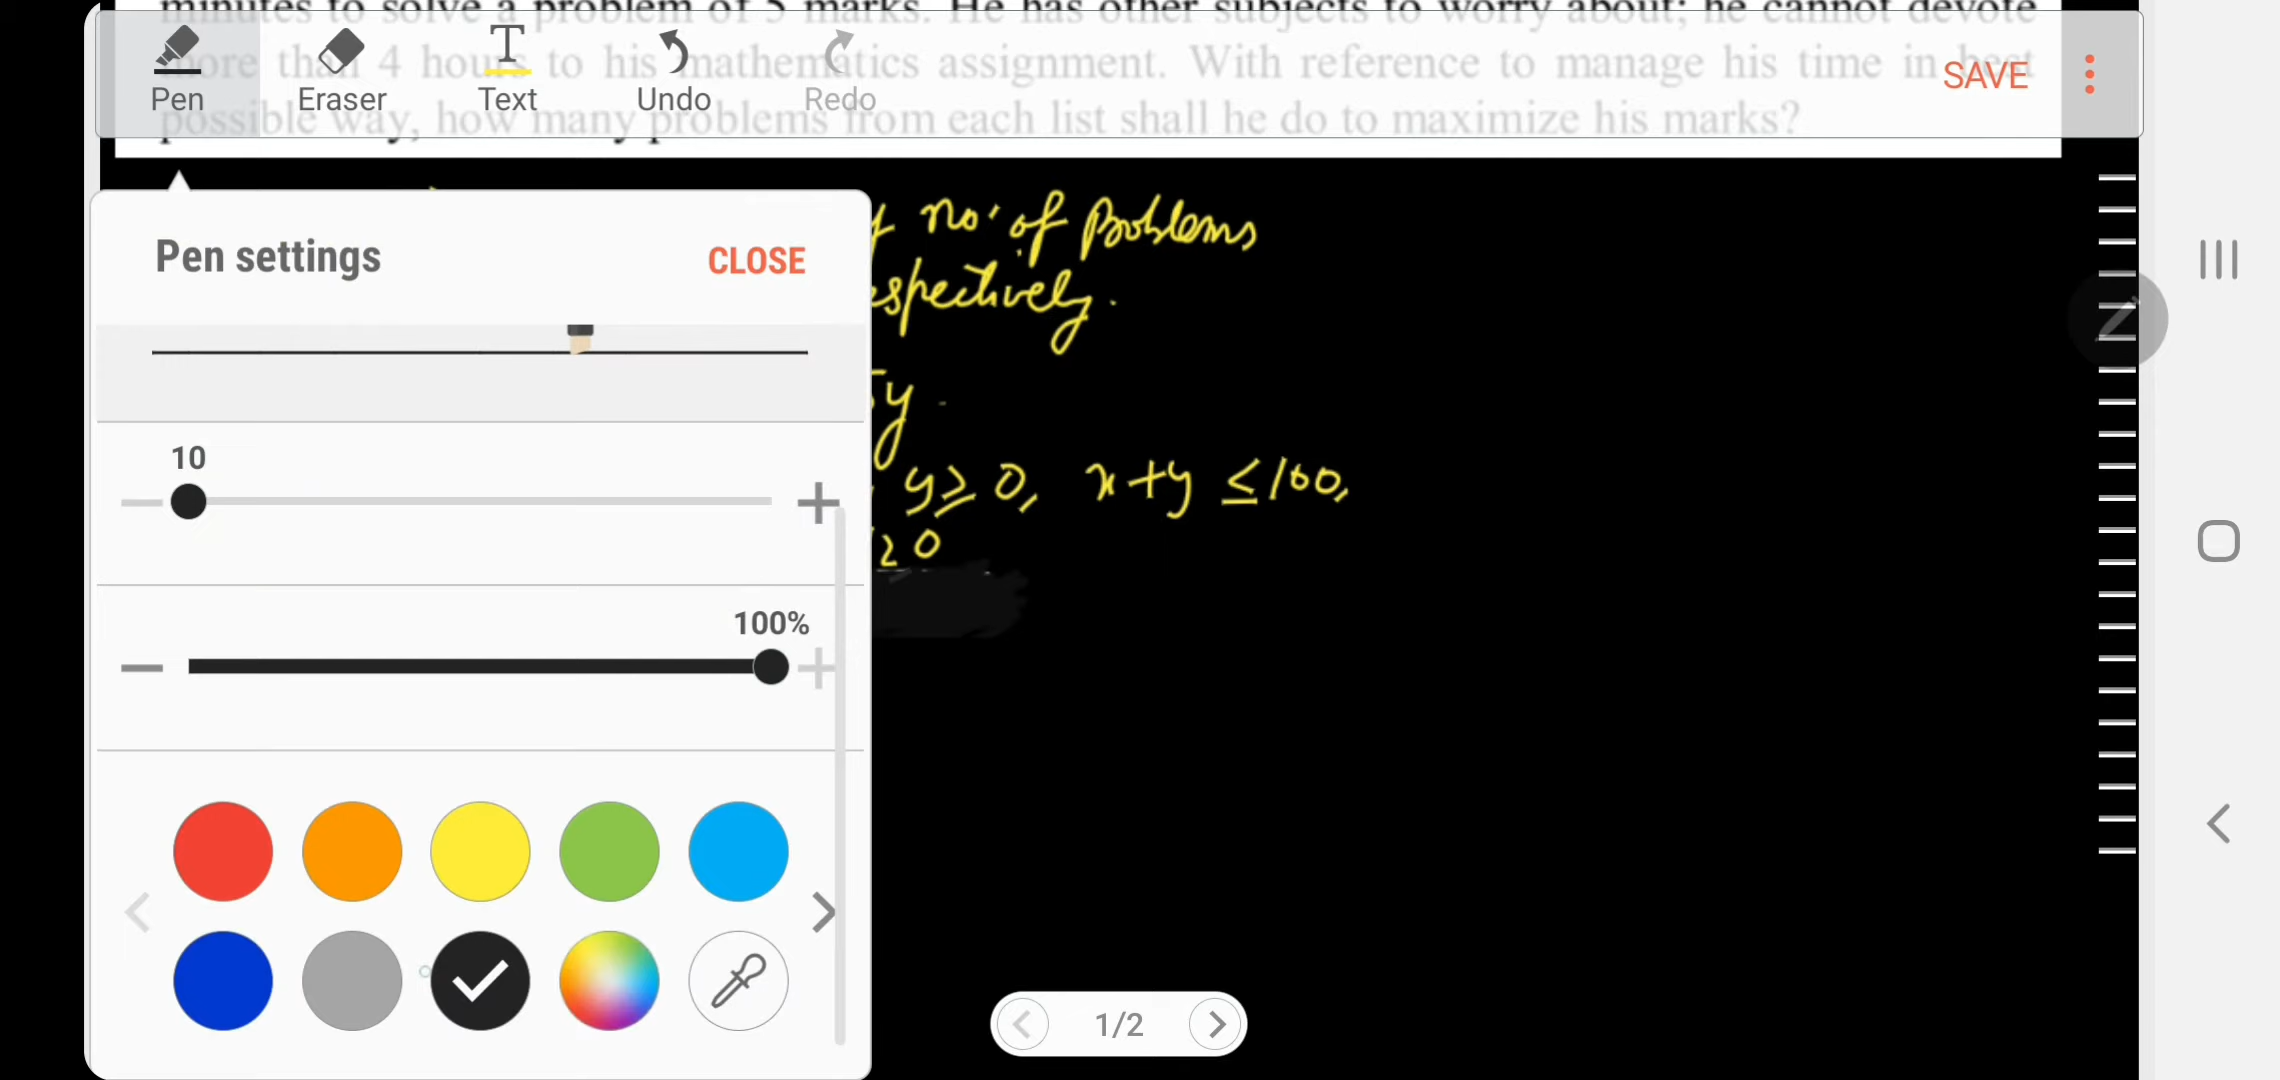 minutes to solve a problem of 5 marks. He has other subjects to worry about; he cannot devote
more than 4 hours to his mathematics assignment. With reference to manage his time in best
possible way, how many problems from each list shall he do to maximize his marks?
Pen Eraser Text Undo Redo SAVE
Pen settings CLOSE
10
100%
no. of problems
espectively.
5y.
y ≥ 0, x+y ≤ 100,
20
1/2